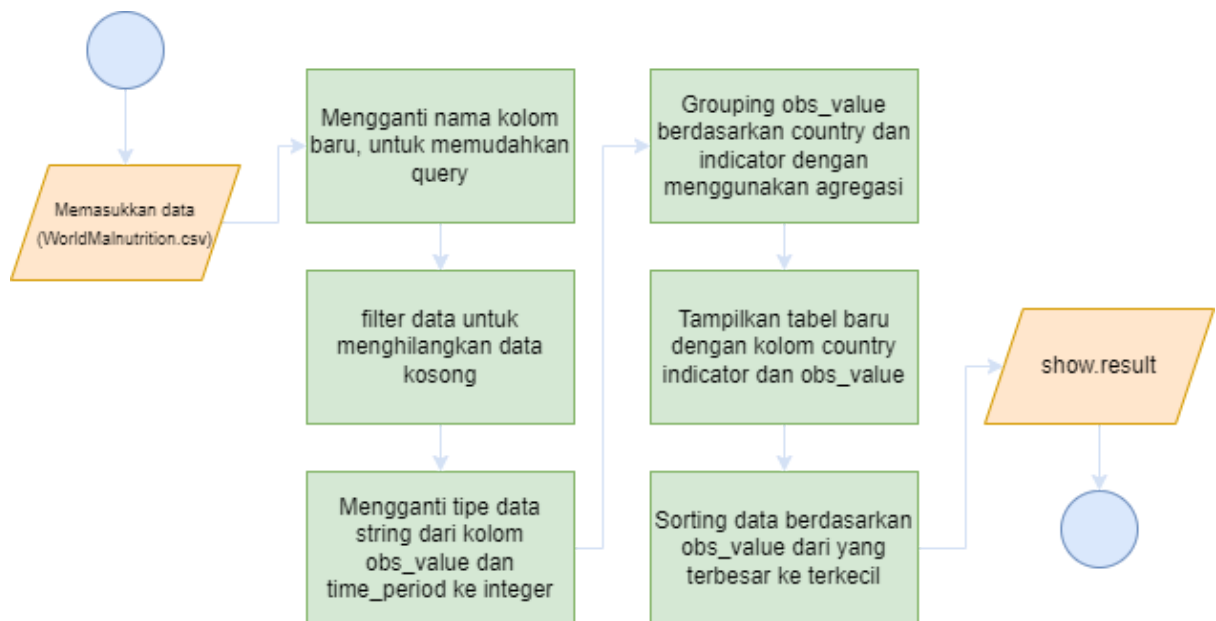 Memasukkan data
(WorldMalnutrition.csv)
Mengganti nama kolom
baru, untuk memudahkan
query
filter data untuk
menghilangkan data
kosong
Mengganti tipe data
string dari kolom
obs_value dan
time_period ke integer
Grouping obs_value
berdasarkan country dan
indicator dengan
menggunakan agregasi
Tampilkan tabel baru
dengan kolom country
indicator dan obs_value
Sorting data berdasarkan
obs_value dari yang
terbesar ke terkecil
show.result